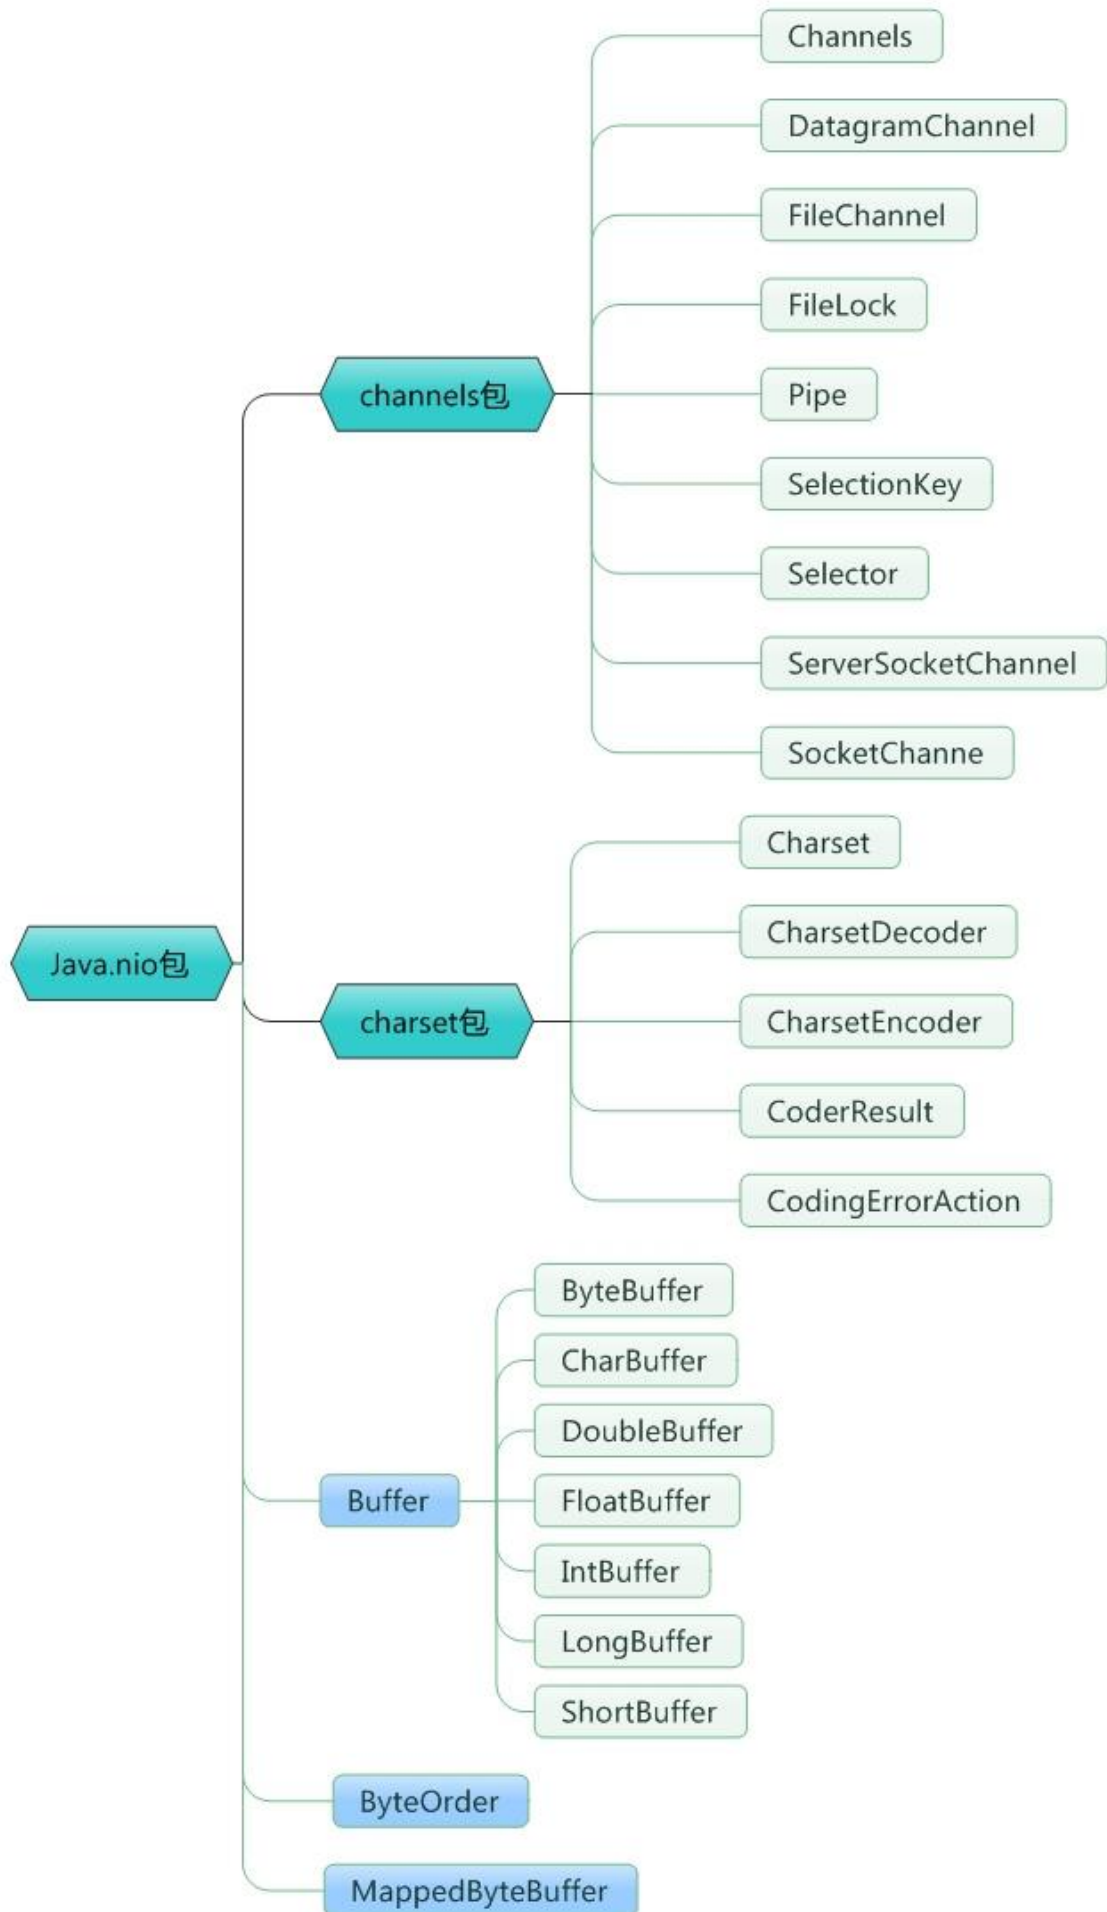 Channels
DatagramChannel
FileChannel
FileLock
channels包
Pipe
SelectionKey
Selector
ServerSocketChannel
SocketChanne
Charset
CharsetDecoder
Java.nio包
charset包
CharsetEncoder
CoderResult
CodingErrorAction
ByteBuffer
CharBuffer
DoubleBuffer
Buffer
FloatBuffer
IntBuffer
LongBuffer
ShortBuffer
ByteOrder
MappedByteBuffer